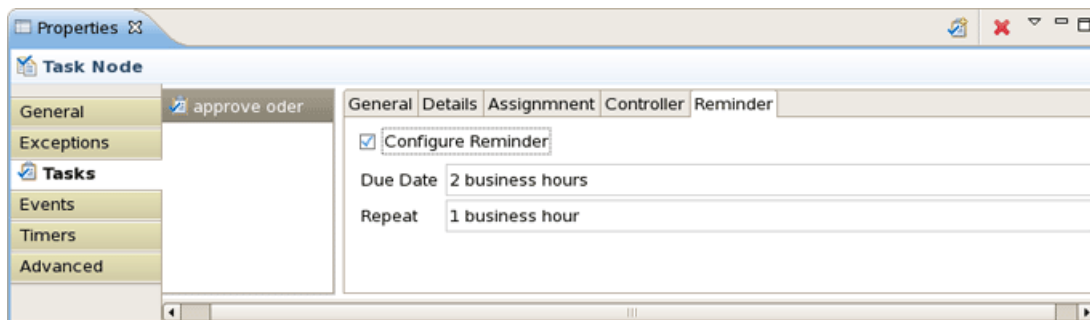 Properties
Task Node
General
Exceptions
Tasks
Events
Timers
Advanced
approve oder
General Details Assignmnent Controller Reminder
Configure Reminder
Due Date 2 business hours
Repeat 1 business hour